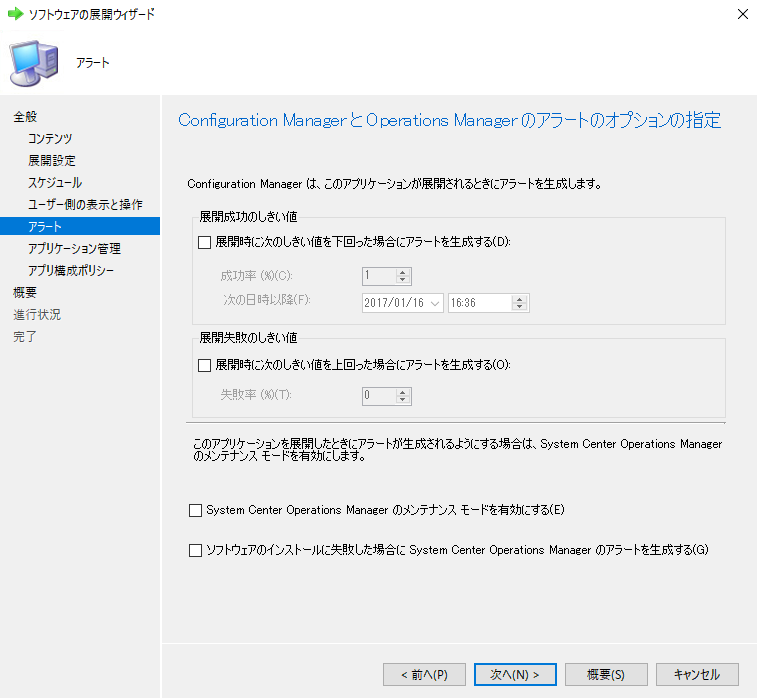 ソフトウェアの展開ウィザード
アラート
全般
コンテンツ
展開設定
スケジュール
ユーザー側の表示と操作
アラート
アプリケーション管理
アプリ構成ポリシー
概要
進行状況
完了
Configuration Manager と Operations Manager のアラートのオプションの指定
Configuration Manager は、このアプリケーションが展開されるときにアラートを生成します。
展開成功のしきい値
展開時に次のしきい値を下回った場合にアラートを生成する(D):
成功率 (%)(C):
1
次の日時以降(F):
2017/01/16
16:36
展開失敗のしきい値
展開時に次のしきい値を上回った場合にアラートを生成する(O):
失敗率 (%)(T):
0
このアプリケーションを展開したときにアラートが生成されるようにする場合は、System Center Operations Manager
のメンテナンス モードを有効にします。
System Center Operations Manager のメンテナンス モードを有効にする(E)
ソフトウェアのインストールに失敗した場合に System Center Operations Manager のアラートを生成する(G)
< 前へ(P)
次へ(N) >
概要(S)
キャンセル